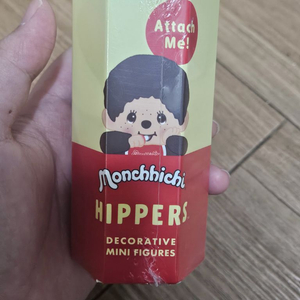 Attach
Me!
Monchhichi
HIPPERS
DECORATIVE
MINI FIGURES